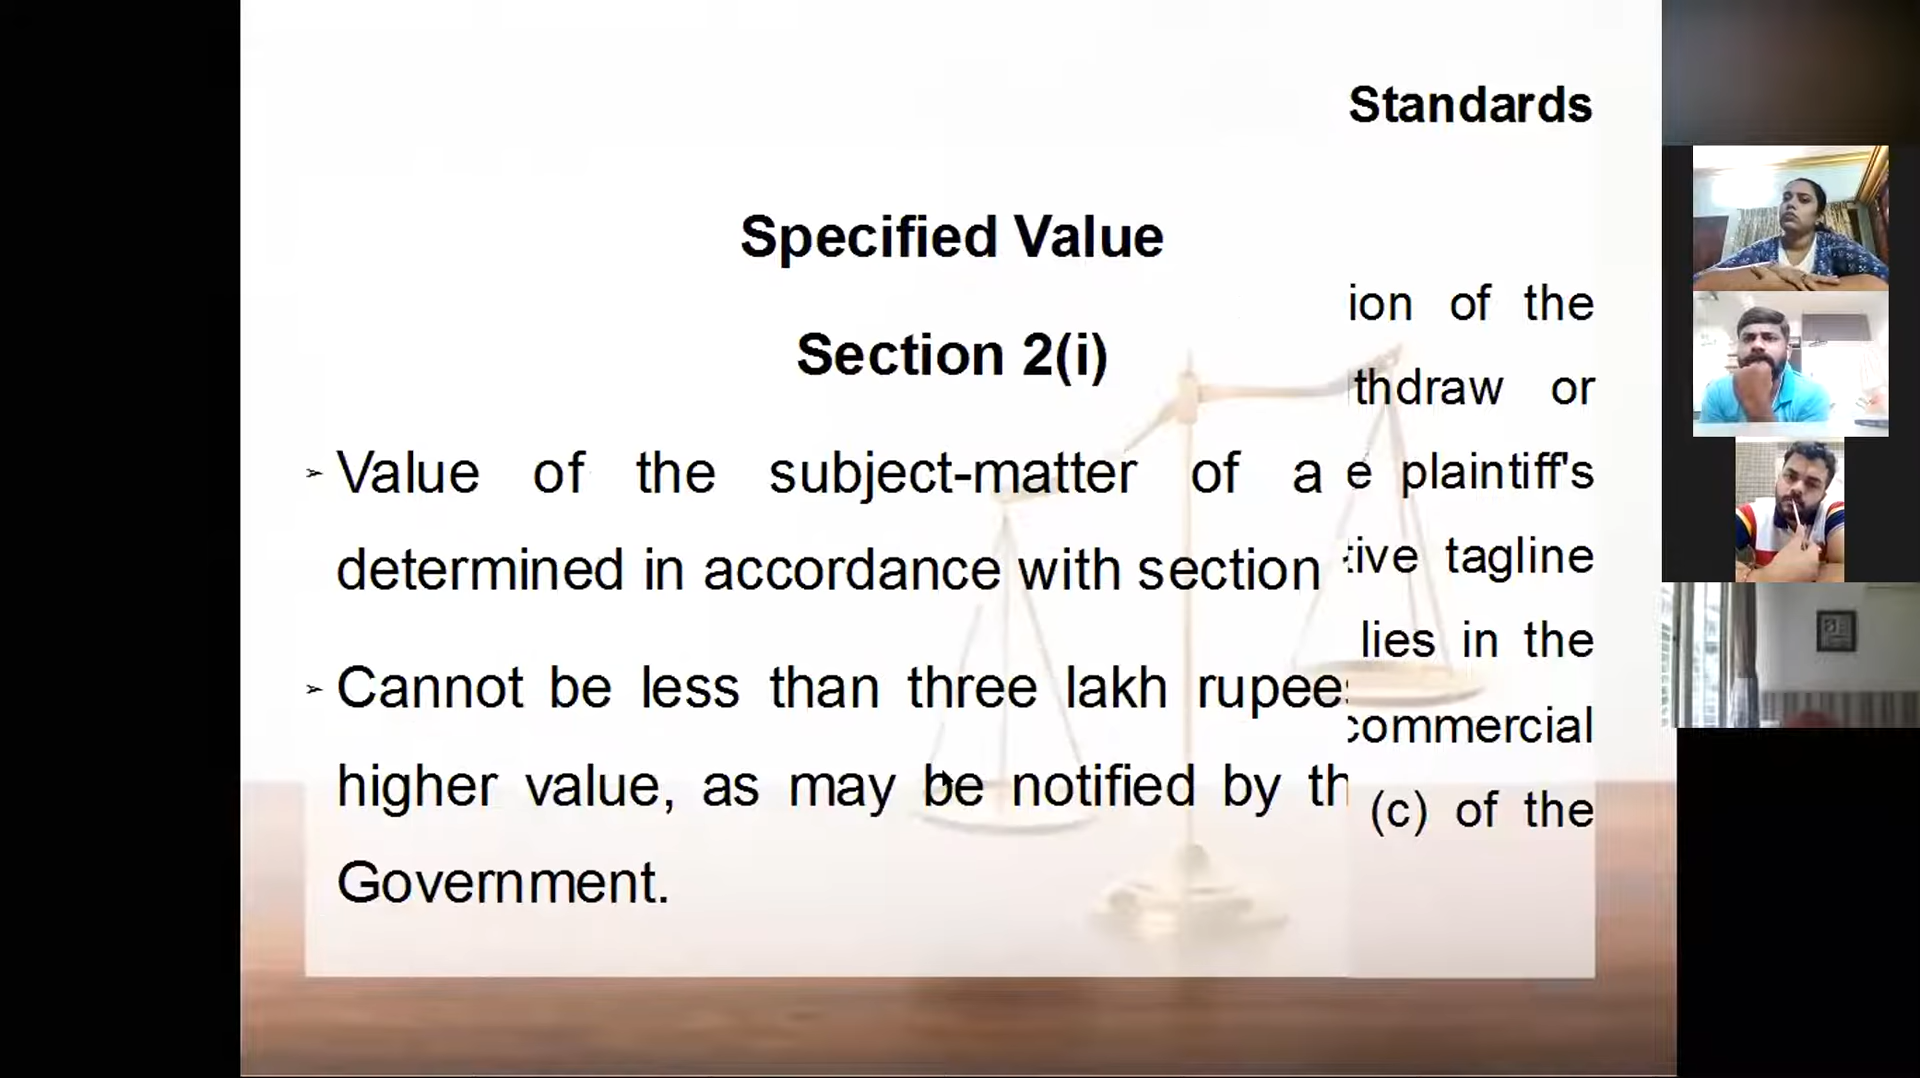 Standards
Specified Value
ion of the
Section 2(i)
thdraw or
Value of the subject-matter of a
e plaintiff's
determined in accordance with section
tive tagline
lies in the
Cannot be less than three lakh
commercial
higher value, as may be notified by
(c) of the
Government.